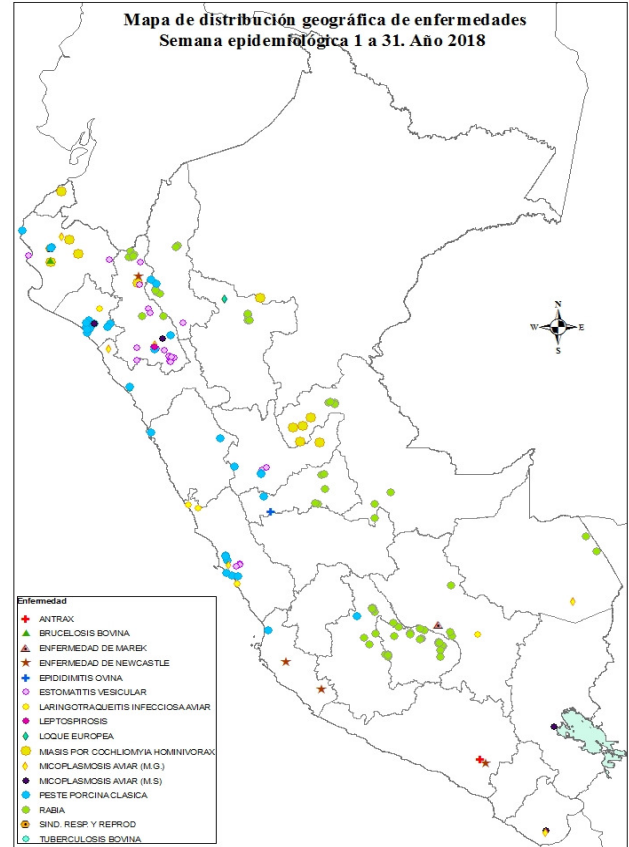 Mapa de distribución geográfica de enfermedades
Semana epidemiológica 1 a 31. Año 2018
N
W E
S
Enfermedad
ANTRAX
BRUCELOSIS BOVINA
ENFERMEDAD DE MAREK
ENFERMEDAD DE NEWCASTLE
EPIDIDIMITIS OVINA
ESTOMATITIS VESICULAR
LARINGOTRAQUEITIS INFECCIOSA AVIAR
LEPTOSPIROSIS
LOQUE EUROPEA
MIASIS POR COCHLIOMYIA HOMINIVORAX
MICOPLASMOSIS AVIAR (M.G.)
MICOPLASMOSIS AVIAR (M.S)
PESTE PORCINA CLASICA
RABIA
SIND. RESP. Y REPROD
TUBERCULOSIS BOVINA